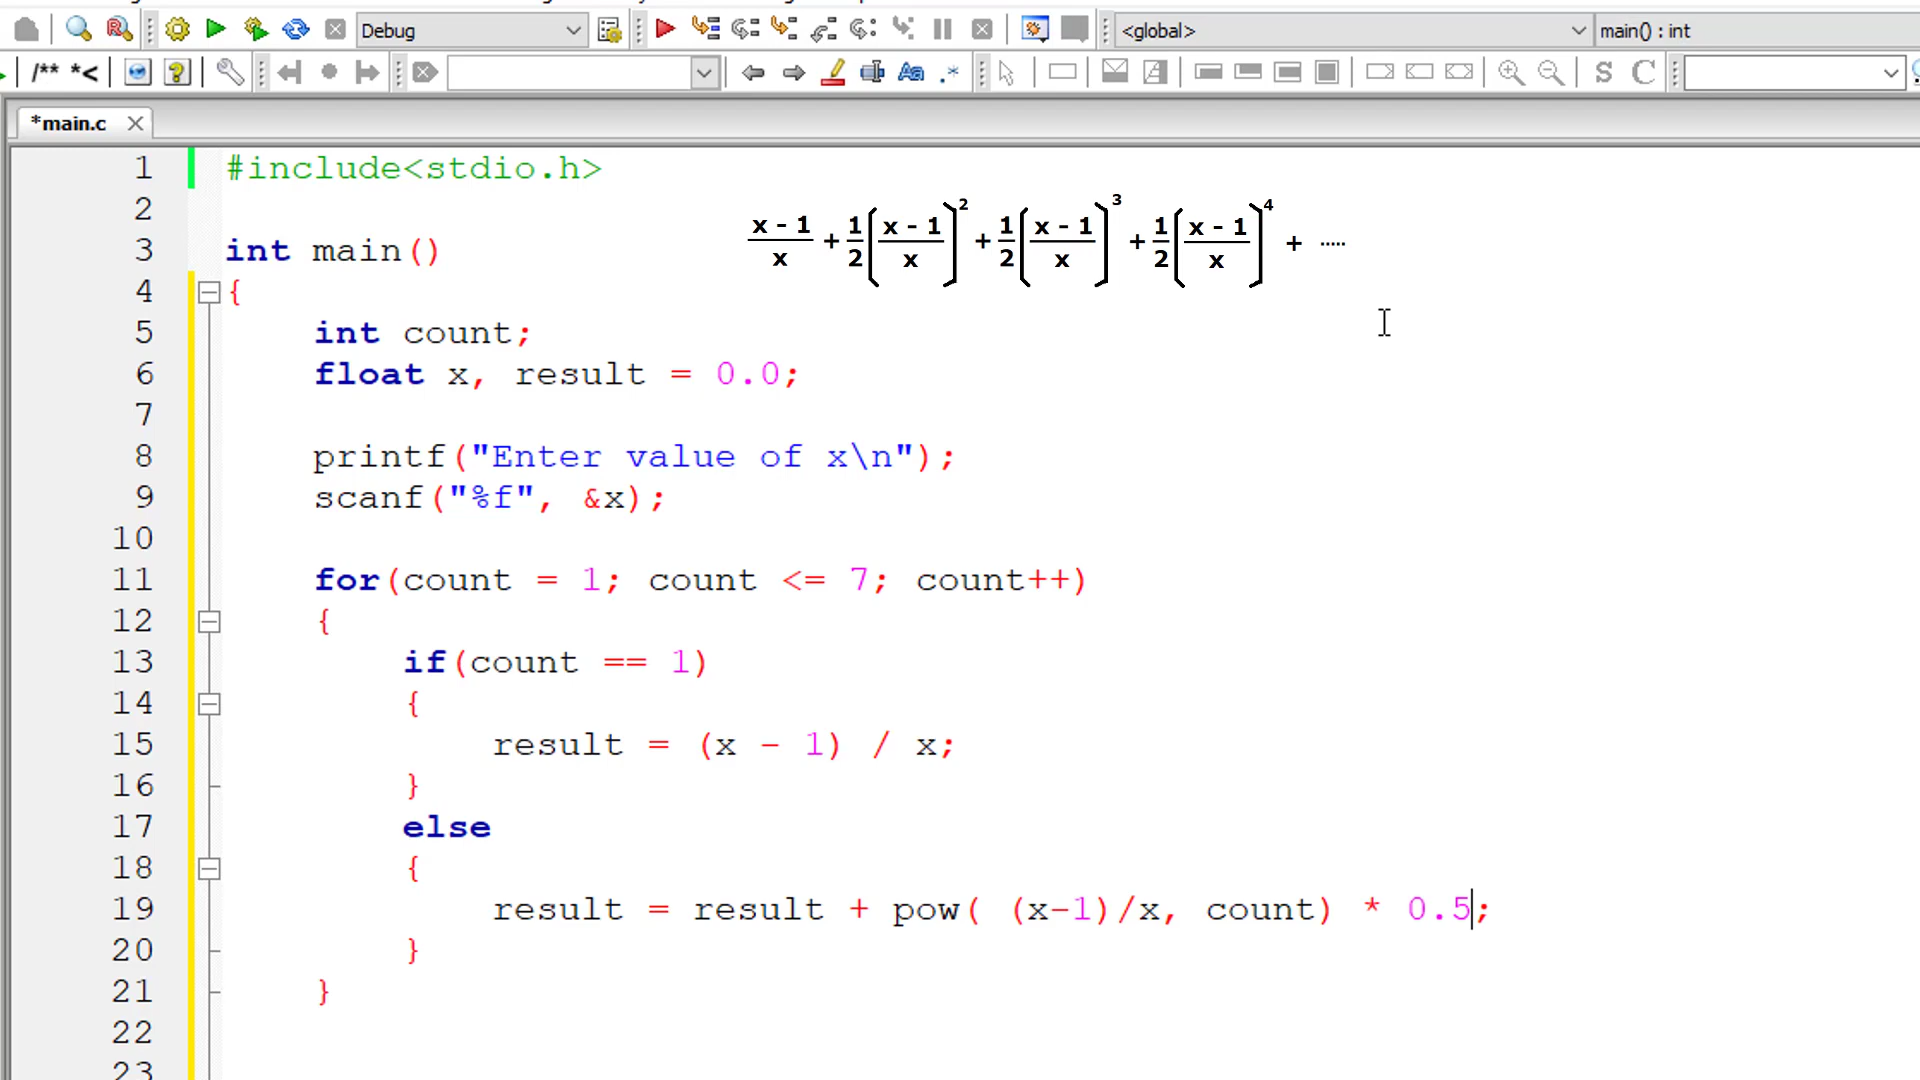 Debug
<global>
main() : int
/** *<
S C
*main.c
1 #include<stdio.h>
2
3 int main()
4 {
5 int count;
6 float x, result = 0.0;
7
8 printf("Enter value of x\n");
9 scanf("%f", &x);
10
11 for(count = 1; count <= 7; count++)
12 {
13 if(count == 1)
14 {
15 result = (x - 1) / x;
16 }
17 else
18 {
19 result = result + pow( (x-1)/x, count) * 0.5;
20 }
21 }
22
23
x - 1 / x + 1/2 (x - 1 / x)^2 + 1/2 (x - 1 / x)^3 + 1/2 (x - 1 / x)^4 + .....